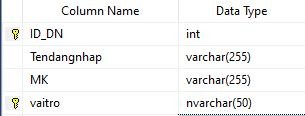 Column Name Data Type
ID_DN int
Tendangnhap varchar(255)
MK varchar(255)
vaitro nvarchar(50)